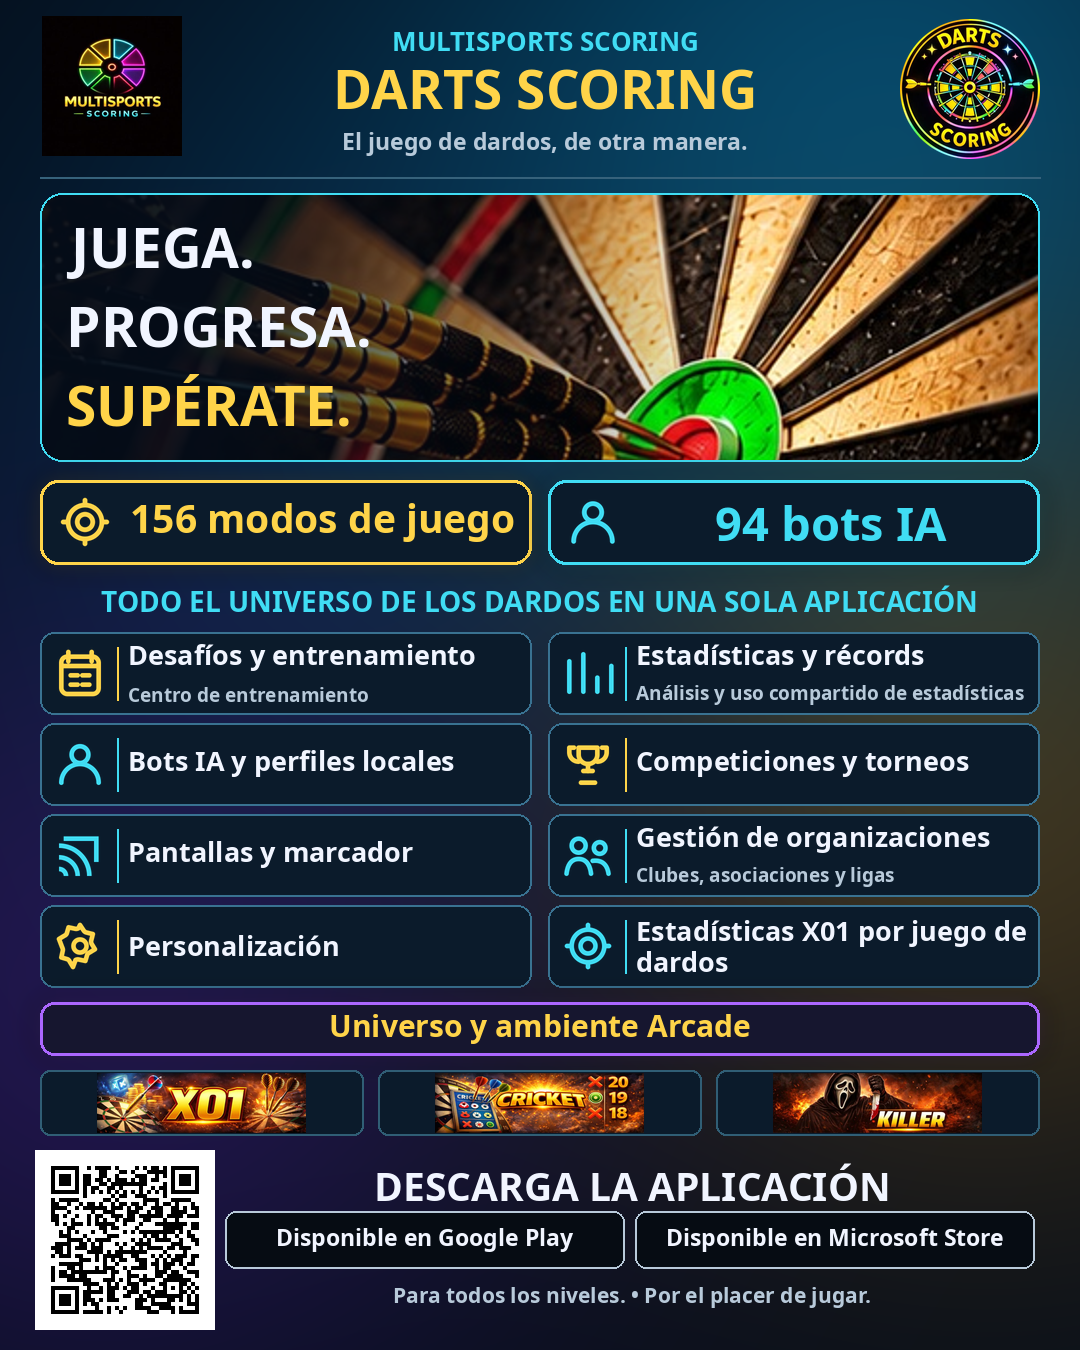 MULTISPORTS
SCORING
MULTISPORTS SCORING
DARTS SCORING
El juego de dardos, de otra manera.
DARTS
SCORING
JUEGA.
PROGRESA.
SUPÉRATE.
156 modos de juego
94 bots IA
TODO EL UNIVERSO DE LOS DARDOS EN UNA SOLA APLICACIÓN
Desafíos y entrenamiento
Centro de entrenamiento
Estadísticas y récords
Análisis y uso compartido de estadísticas
Bots IA y perfiles locales
Competiciones y torneos
Pantallas y marcador
Gestión de organizaciones
Clubes, asociaciones y ligas
Personalización
Estadísticas X01 por juego de
dardos
Universo y ambiente Arcade
X01
CRICKET
CRICKET
20
19
18
KILLER
DESCARGA LA APLICACIÓN
Disponible en Google Play
Disponible en Microsoft Store
Para todos los niveles. • Por el placer de jugar.